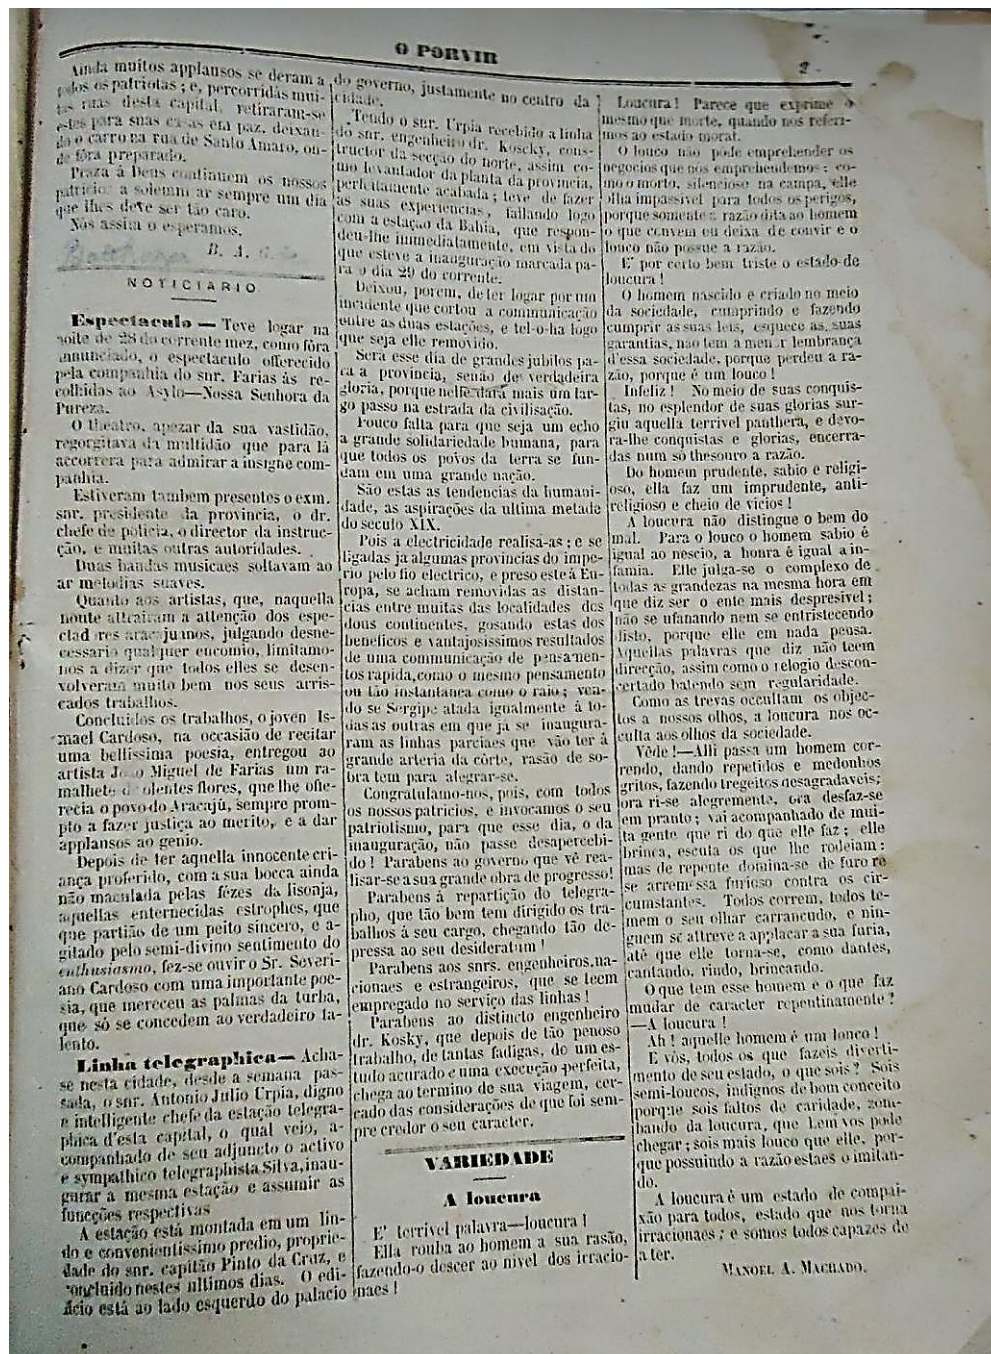 O PORVIR
3
Ainda muitos applausos se deram a
todos os patriotas; e, percorridas mui-
tas ruas desta capital, retiraram-se
estes para suas casas em paz, deixan-
do o carro na rua de Santo Amaro, on-
de fôra preparado.
Praza á Deus continuem os nossos
patricios a solemnisar sempre um dia
que lhes deve ser tão caro.
Nós assim o esperamos.
B. A.
NOTICIARIO
Espectaculo — Teve logar na
noite de 28 do corrente mez, como fôra
annunciado, o espectaculo offerecido
pela companhia do snr. Farias ás re-
colhidas ao Asylo—Nossa Senhora da
Pureza.
O theatro, apezar da sua vastidão,
regorgitava da multidão que para lá
accorrera para admirar a insigne com-
panhia.
Estiveram tambem presentes o exm.
snr. presidente da provincia, o dr.
chefe de policia, o director da instruc-
ção, e muitas outras autoridades.
Duas bandas musicaes soltavam ao
ar melodias suaves.
Quanto aos artistas, que, naquella
noute attrairam a attenção dos espe-
ctadores aracajuanos, julgando desne-
cessario qualquer encomio, limitamo-
nos a dizer que todos elles se desen-
volveram muito bem nos seus arris-
cados trabalhos.
Concluidos os trabalhos, o joven Is-
mael Cardoso, na occasião de recitar
uma bellissima poesia, entregou ao
artista João Miguel de Farias um ra-
malhete de olentes flores, que lhe offe-
recia o povo do Aracajú, sempre prom-
pto a fazer justiça ao merito, e a dar
applausos ao genio.
Depois de ter aquella innocente cri-
ança proferido, com a sua bocca ainda
não maculada pelas fézes da lisonja,
aquellas enternecidas estrophes, que
que partião de um peito sincero, e a-
gitado pelo semi-divino sentimento do
enthusiasmo, fez-se ouvir o Sr. Severi-
ano Cardoso com uma importante poe-
sia, que mereceu as palmas da turba,
que só se concedem ao verdadeiro ta-
lento.
Linha telegraphica— Acha-
se nesta cidade, desde a semana pas-
sada, o snr. Antonio Julio Urpia, digno
e intelligente chefe da estação telegra-
phica d'esta capital, o qual veio, a-
companhado de seu adjuncto o activo
e sympathico telegraphista Silva, inau-
gurar a mesma estação e assumir as
funcções respectivas
A estação está montada em um lin-
do e convenientissimo predio, proprie-
dade do snr. capitão Pinto da Cruz, e
concluido nestes ultimos dias. O edi-
ficio está ao lado esquerdo do palacio
do governo, justamente no centro da
cidade.
Tendo o snr. Urpia recebido a linha
do snr. engenheiro dr. Koscky, cons-
tructor da secção do norte, assim co-
mo levantador da planta da provincia,
perfeitamente acabada; teve de fazer
as suas experiencias, fallando logo
com a estação da Bahia, que respon-
deu-lhe immediatamente, em vista do
que esteve a inauguração marcada pa-
ra o dia 29 do corrente.
Deixou, porem, de ter logar por um
incidente que cortou a communicação
entre as duas estações, e tel-o-ha logo
que seja elle removido.
Será esse dia de grandes jubilos pa-
ra a provincia, senão de verdadeira
gloria, porque nelle dará mais um lar-
go passo na estrada da civilisação.
Pouco falta para que seja um echo
a grande solidariedade humana, para
que todos os povos da terra se fun-
dam em uma grande nação.
São estas as tendencias da humani-
dade, as aspirações da ultima metade
do seculo XIX.
Pois a electricidade realisa-as; e se
ligadas ja algumas provincias do impe-
rio pelo fio electrico, e preso este á Eu-
ropa, se acham removidas as distan-
cias entre muitas das localidades dos
dous continentes, gosando estas dos
beneficos e vantajosissimos resultados
de uma communicação de pensamen-
tos rapida, como o mesmo pensamento
ou tão instantanea como o raio; ven-
do se Sergipe atada igualmente á to-
das as outras em que já se inaugura-
ram as linhas parciaes que vão ter á
grande arteria da côrte, rasão de so-
bra tem para alegrar-se.
Congratulamo-nos, pois, com todos
os nossos patricios, e invocamos o seu
patriotismo, para que esse dia, o da
inauguração, não passe desapercebi-
do! Parabens ao governo que vê rea-
lisar-se a sua grande obra de progresso!
Parabens á repartição do telegra-
pho, que tão bem tem dirigido os tra-
balhos á seu cargo, chegando tão de-
pressa ao seu desideratum!
Parabens aos snrs. engenheiros, na-
cionaes e estrangeiros, que se teem
empregado no serviço das linhas!
Parabens ao distincto engenheiro
dr. Kosky, que depois de tão penoso
trabalho, de tantas fadigas, de um es-
tudo acurado e uma execução perfeita,
chega ao termino de sua viagem, cer-
cado das considerações de que foi sem-
pre credor o seu caracter.
VARIEDADE
A loucura
E' terrivel palavra—loucura!
Ella rouba ao homem a sua rasão,
fazendo-o descer ao nivel dos irracio-
naes!
Loucura! Parece que exprime o
mesmo que morte, quando nos referi-
mos ao estado moral.
O louco não pode emprehender os
negocios que nós emprehendemos: co-
mo o morto, silencioso na campa, elle
olha impassivel para todos os perigos,
porque somente a razão dita ao homem
o que convem ou deixa de convir e o
louco não possue a razão.
E' por certo bem triste o estado de
loucura!
O homem nascido e criado no meio
da sociedade, cumprindo e fazendo
cumprir as suas leis, esquece as suas
garantias, não tem a menor lembrança
d'essa sociedade, porque perdeu a ra-
zão, porque é um louco!
Infeliz! No meio de suas conquis-
tas, no esplendor de suas glorias sur-
giu aquella terrivel panthera, e devo-
ra-lhe conquistas e glorias, encerra-
das num só thesouro a razão.
Do homem prudente, sabio e religi-
oso, ella faz um imprudente, anti-
religioso e cheio de vicios!
A loucura não distingue o bem do
mal. Para o louco o homem sabio é
igual ao nescio, a honra é igual a in-
famia. Elle julga-se o complexo de
todas as grandezas na mesma hora em
que diz ser o ente mais despresivel;
não se ufanando nem se entristecendo
disto, porque elle em nada pensa.
Aquellas palavras que diz não teem
direcção, assim como o relogio descon-
certado batendo sem regularidade.
Como as trevas occultam os objec-
tos a nossos olhos, a loucura nos oc-
culta aos olhos da sociedade.
Vêde!—Alli passa um homem cor-
rendo, dando repetidos e medonhos
gritos, fazendo tregeitos desagradaveis;
ora ri-se alegremente, ora desfaz-se
em pranto; vai acompanhado de mui-
ta gente que ri do que elle faz; elle
brinca, escuta os que lhe rodeiam:
mas de repente domina-se de furor e
se arremessa furioso contra os cir-
cumstantes. Todos correm, todos te-
mem o seu olhar carrancudo, e nin-
guem se attreve a applacar a sua furia,
até que elle torna-se, como dantes,
cantando, rindo, brincando.
O que tem esse homem e o que faz
mudar de caracter repentinamente?
—A loucura!
Ah! aquelle homem é um louco!
E vós, todos os que fazeis diverti-
mento de seu estado, o que sois? Sois
semi-loucos, indignos de bom conceito
porque sois faltos de caridade, zom-
bando da loucura, que bem vos pode
chegar; sois mais louco que elle, por-
que possuindo a razão estaes o imitan-
do.
A loucura é um estado de compai-
xão para todos, estado que nos torna
irracionaes; e somos todos capazes de
a ter.
MANOEL A. MACHADO.